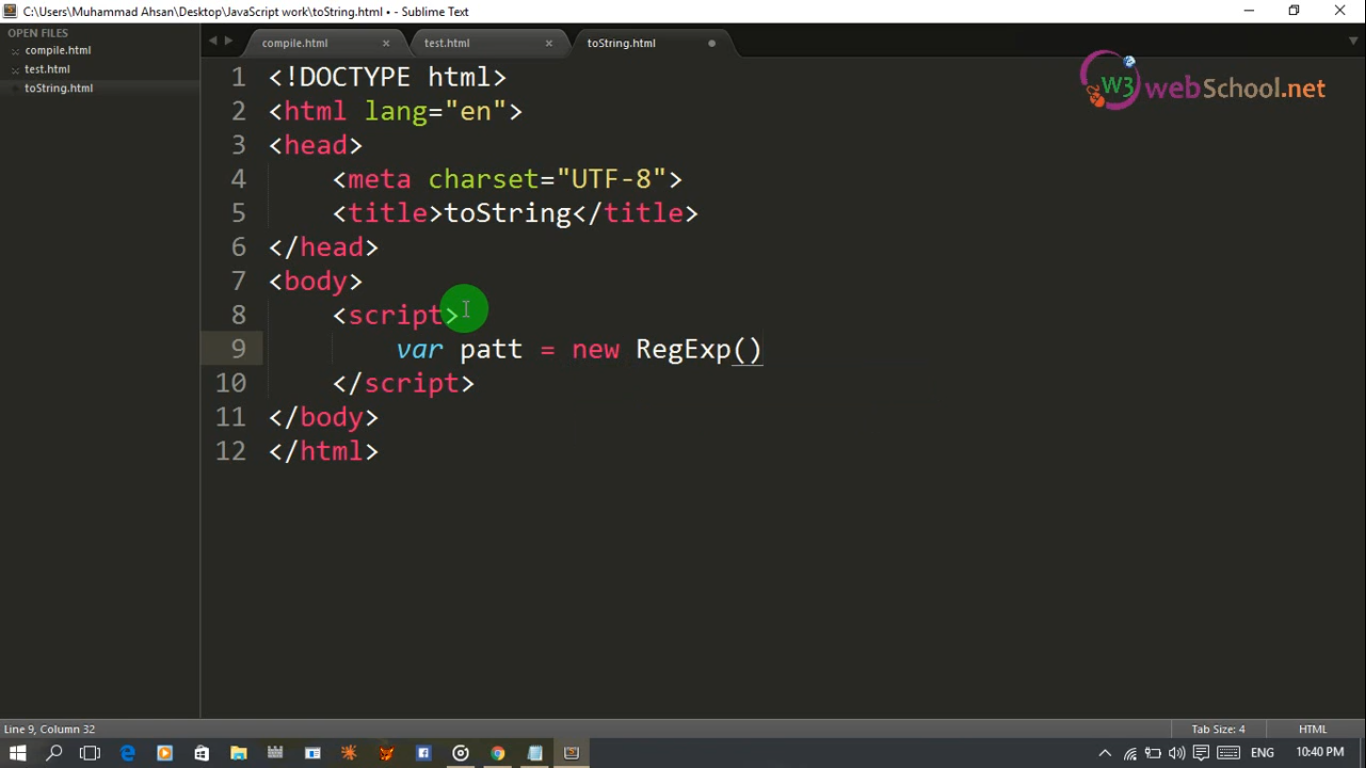 C:\Users\Muhammad Ahsan\Desktop\JavaScript work\toString.html • - Sublime Text
OPEN FILES
compile.html
test.html
toString.html
compile.html × test.html × toString.html
W3 webSchool.net
1 <!DOCTYPE html>
2 <html lang="en">
3 <head>
4 <meta charset="UTF-8">
5 <title>toString</title>
6 </head>
7 <body>
8 <script>
9 var patt = new RegExp()
10 </script>
11 </body>
12 </html>
Line 9, Column 32
Tab Size: 4
HTML
ENG
10:40 PM